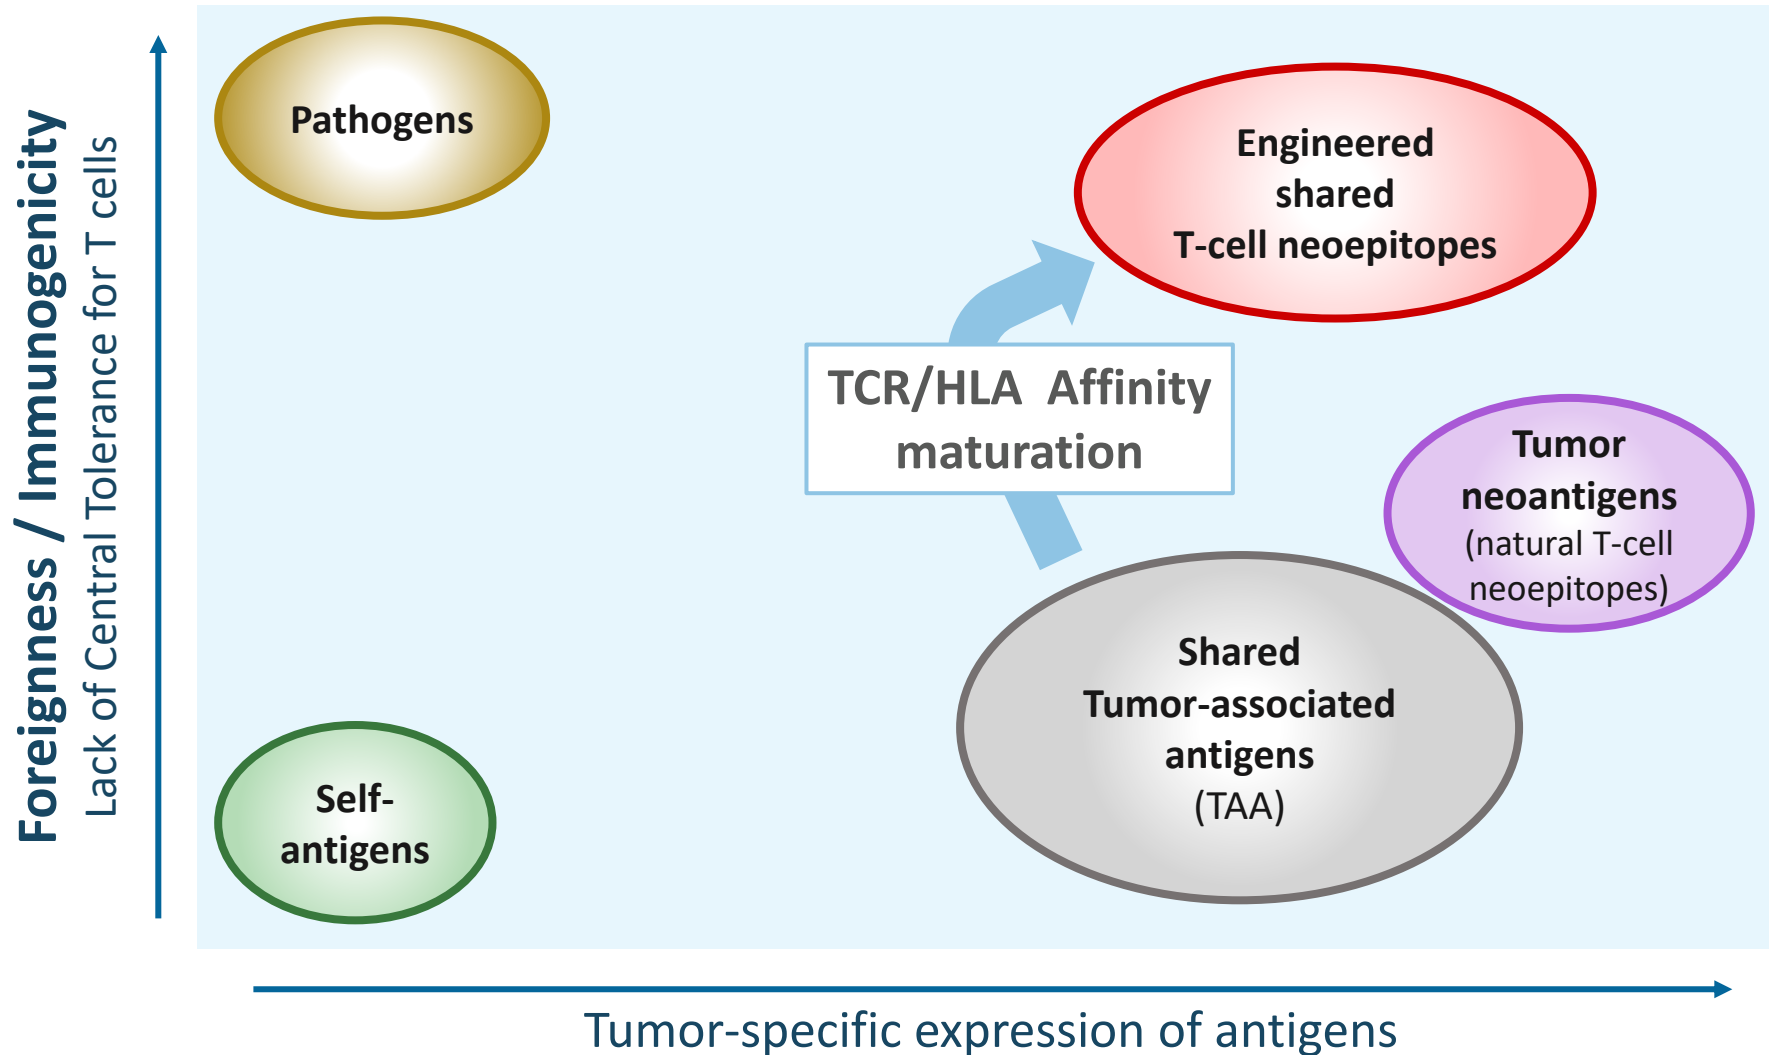 Foreignness / Immunogenicity
Lack of Central Tolerance for T cells
Pathogens
Engineered
shared
T-cell neoepitopes
TCR/HLA  Affinity
maturation
Tumor
neoantigens
(natural T-cell
neoepitopes)
Shared
Tumor-associated
antigens
(TAA)
Self-
antigens
Tumor-specific expression of antigens